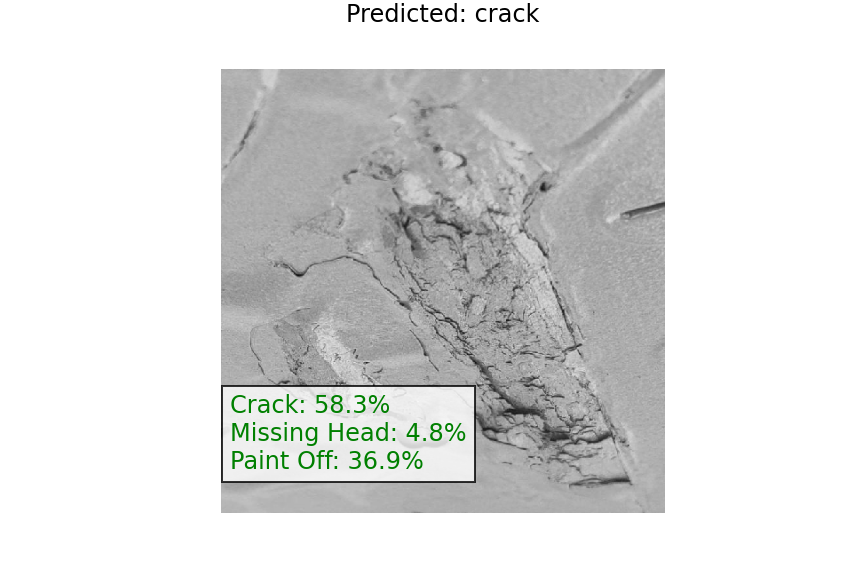 Predicted: crack
Crack: 58.3%
Missing Head: 4.8%
Paint Off: 36.9%